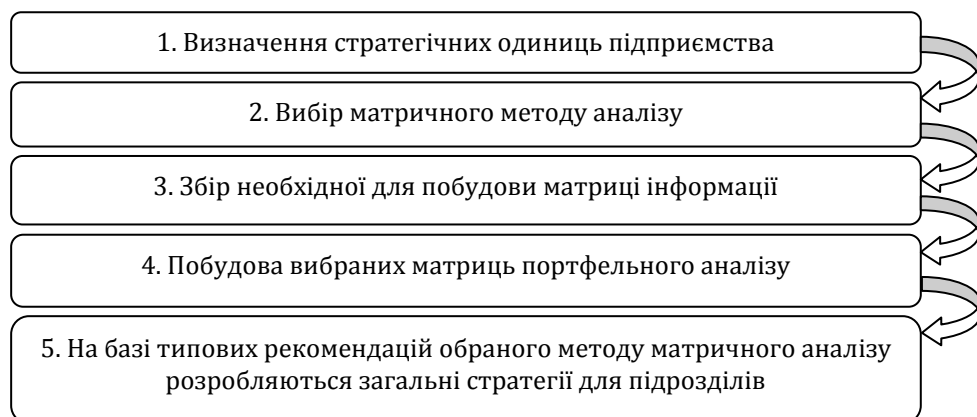 1. Визначення стратегічних одиниць підприємства
2. Вибір матричного методу аналізу
3. Збір необхідної для побудови матриці інформації
4. Побудова вибраних матриць портфельного аналізу
5. На базі типових рекомендацій обраного методу матричного аналізу
розробляються загальні стратегії для підрозділів